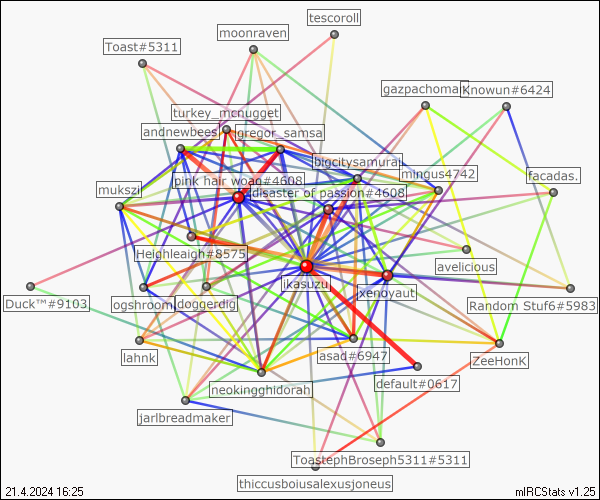 tescoroll
moonraven
Toast#5311
gazpachoman
Knowun#6424
turkey_mcnugget
andnewbees
gregor_samsa
bigcitysamurai
mingus4742
facadas.
pink hair woag#4608
mukszi
disaster of passion#4608
Heighleaigh#8575
avelicious
jkasuzu
xenoyaut
Duck™#9103
ogshroom
doggerdig
Random Stuf6#5983
lahnk
asad#6947
ZeeHonK
neokingghidorah
default#0617
jarlbreadmaker
ToastephBroseph5311#5311
thiccusboiusalexusjoneus
21.4.2024 16:25
mIRCStats v1.25